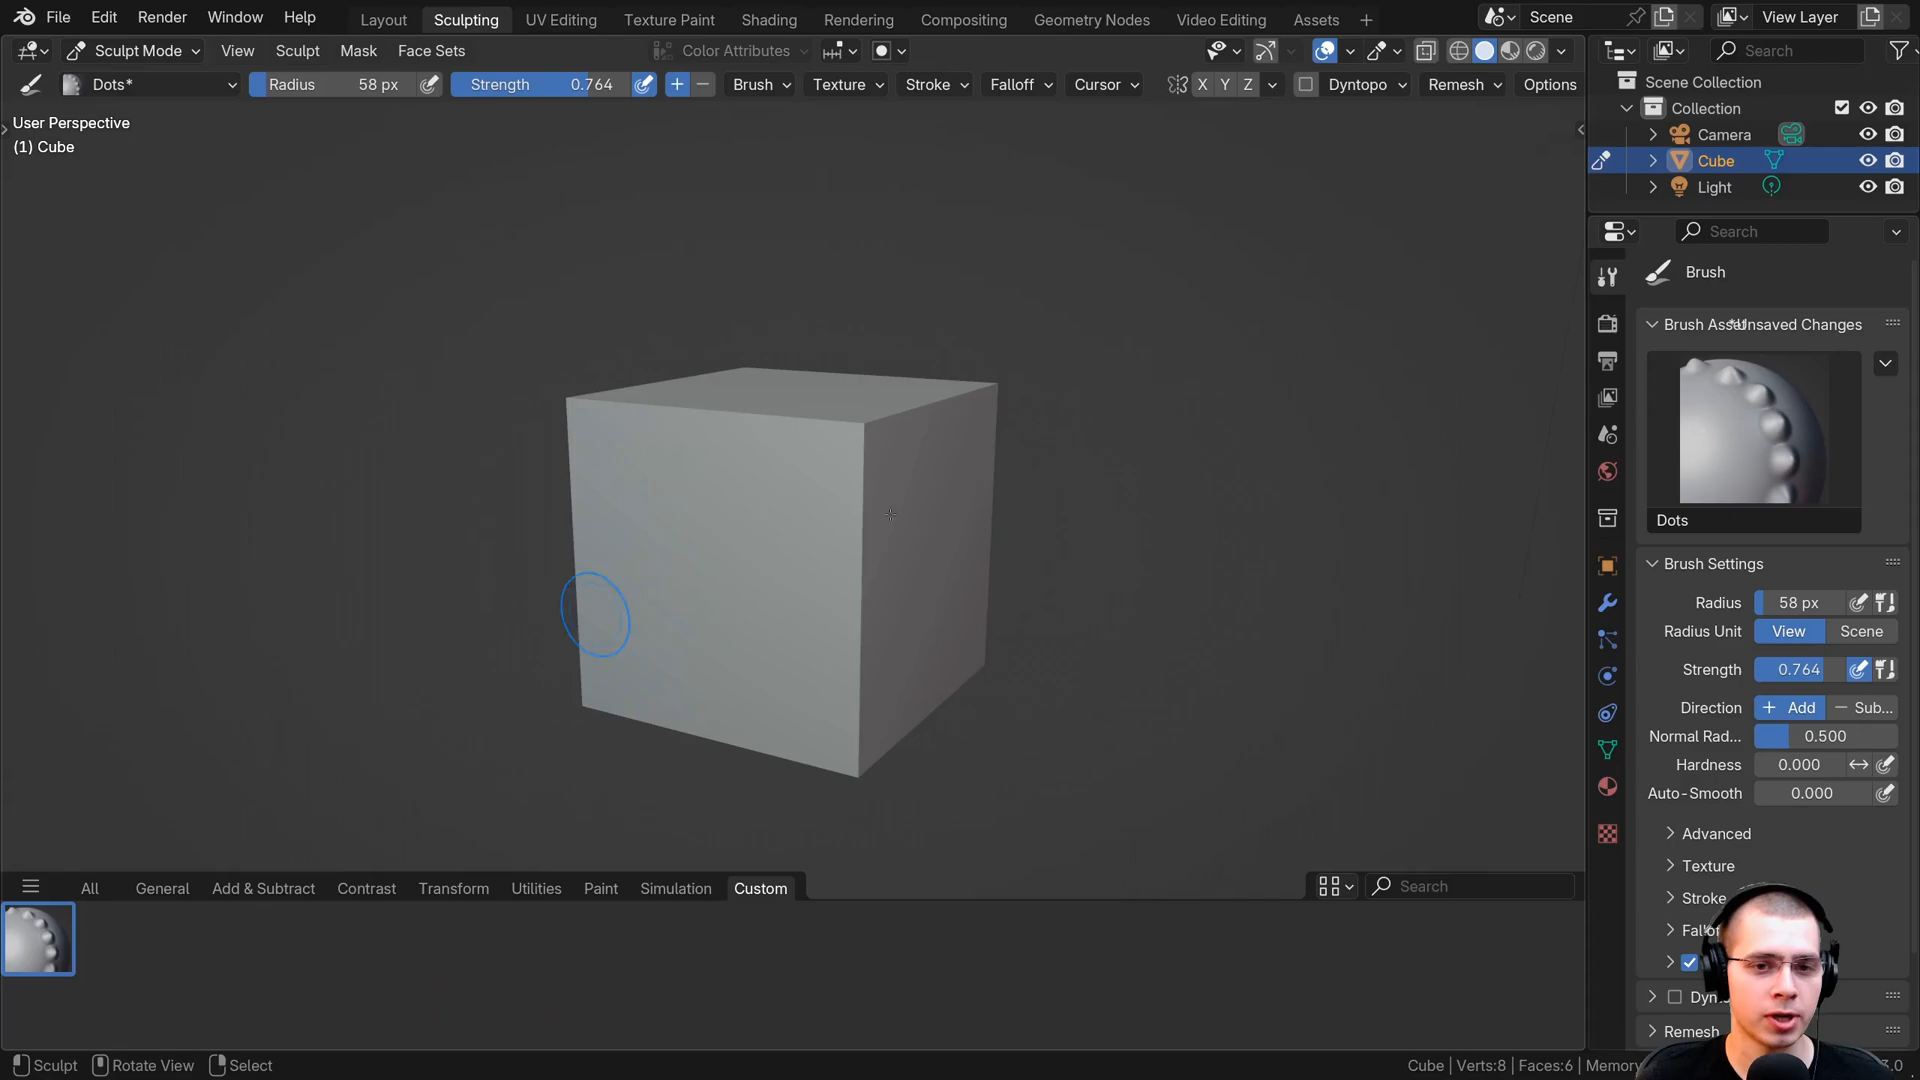 File Edit Render Window Help Layout Sculpting UV Editing Texture Paint Shading Animation Rendering Compositing Geometry Nodes Video Editing Assets + Scene View Layer
Sculpt Mode View Sculpt Mask Face Sets Color Attributes Search
Dots* Radius 58 px Strength 0.764 + − Brush Texture Stroke Falloff Cursor X Y Z Dyntopo Remesh Options
Scene Collection
Collection
Camera
Cube
Light
User Perspective
(1) Cube
Search
Brush
Unsaved Changes
Dots
Brush Settings
Radius 58 px
Radius Unit View Scene
Strength 0.764
Direction + Add − Sub...
Normal Rad... 0.500
Hardness 0.000
Auto-Smooth 0.000
Advanced
Texture
Stroke
Remesh
All General Add & Subtract Contrast Transform Utilities Paint Simulation Custom Search
Sculpt Rotate View Select Cube | Verts:8 | Faces:6 |